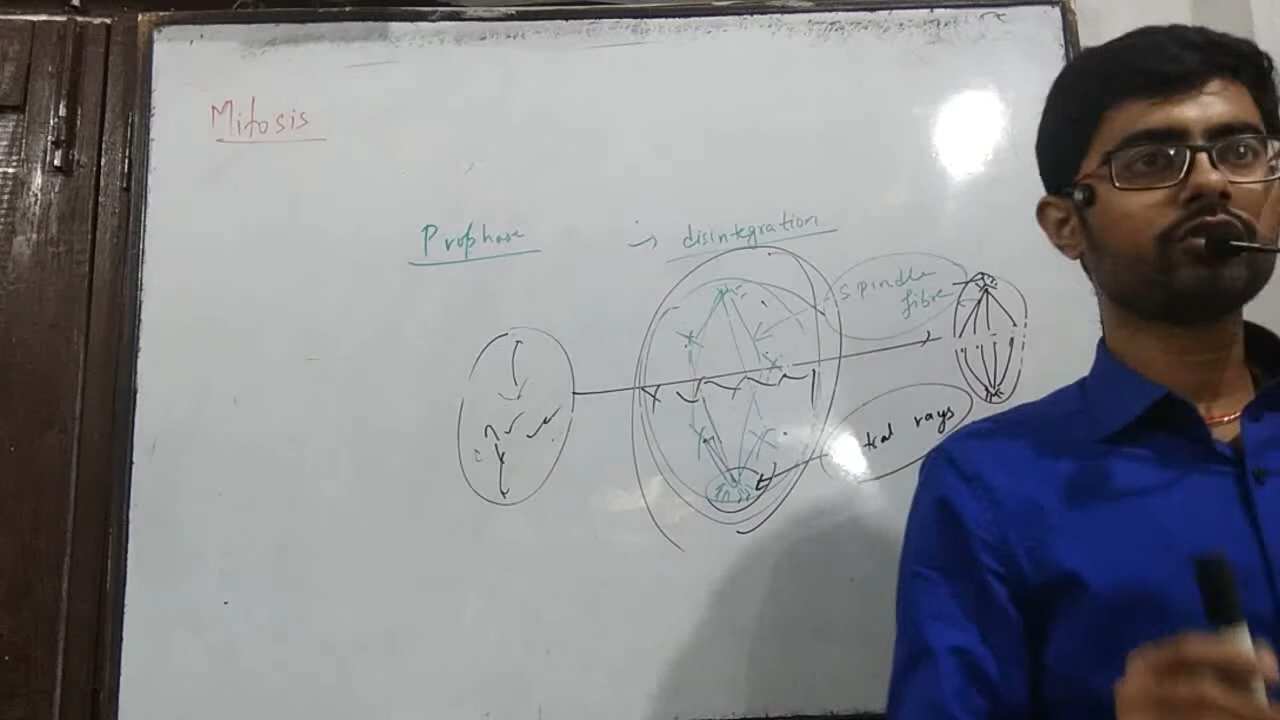 Mitosis
Prophase
disintegration
Spindle
fibre
rays